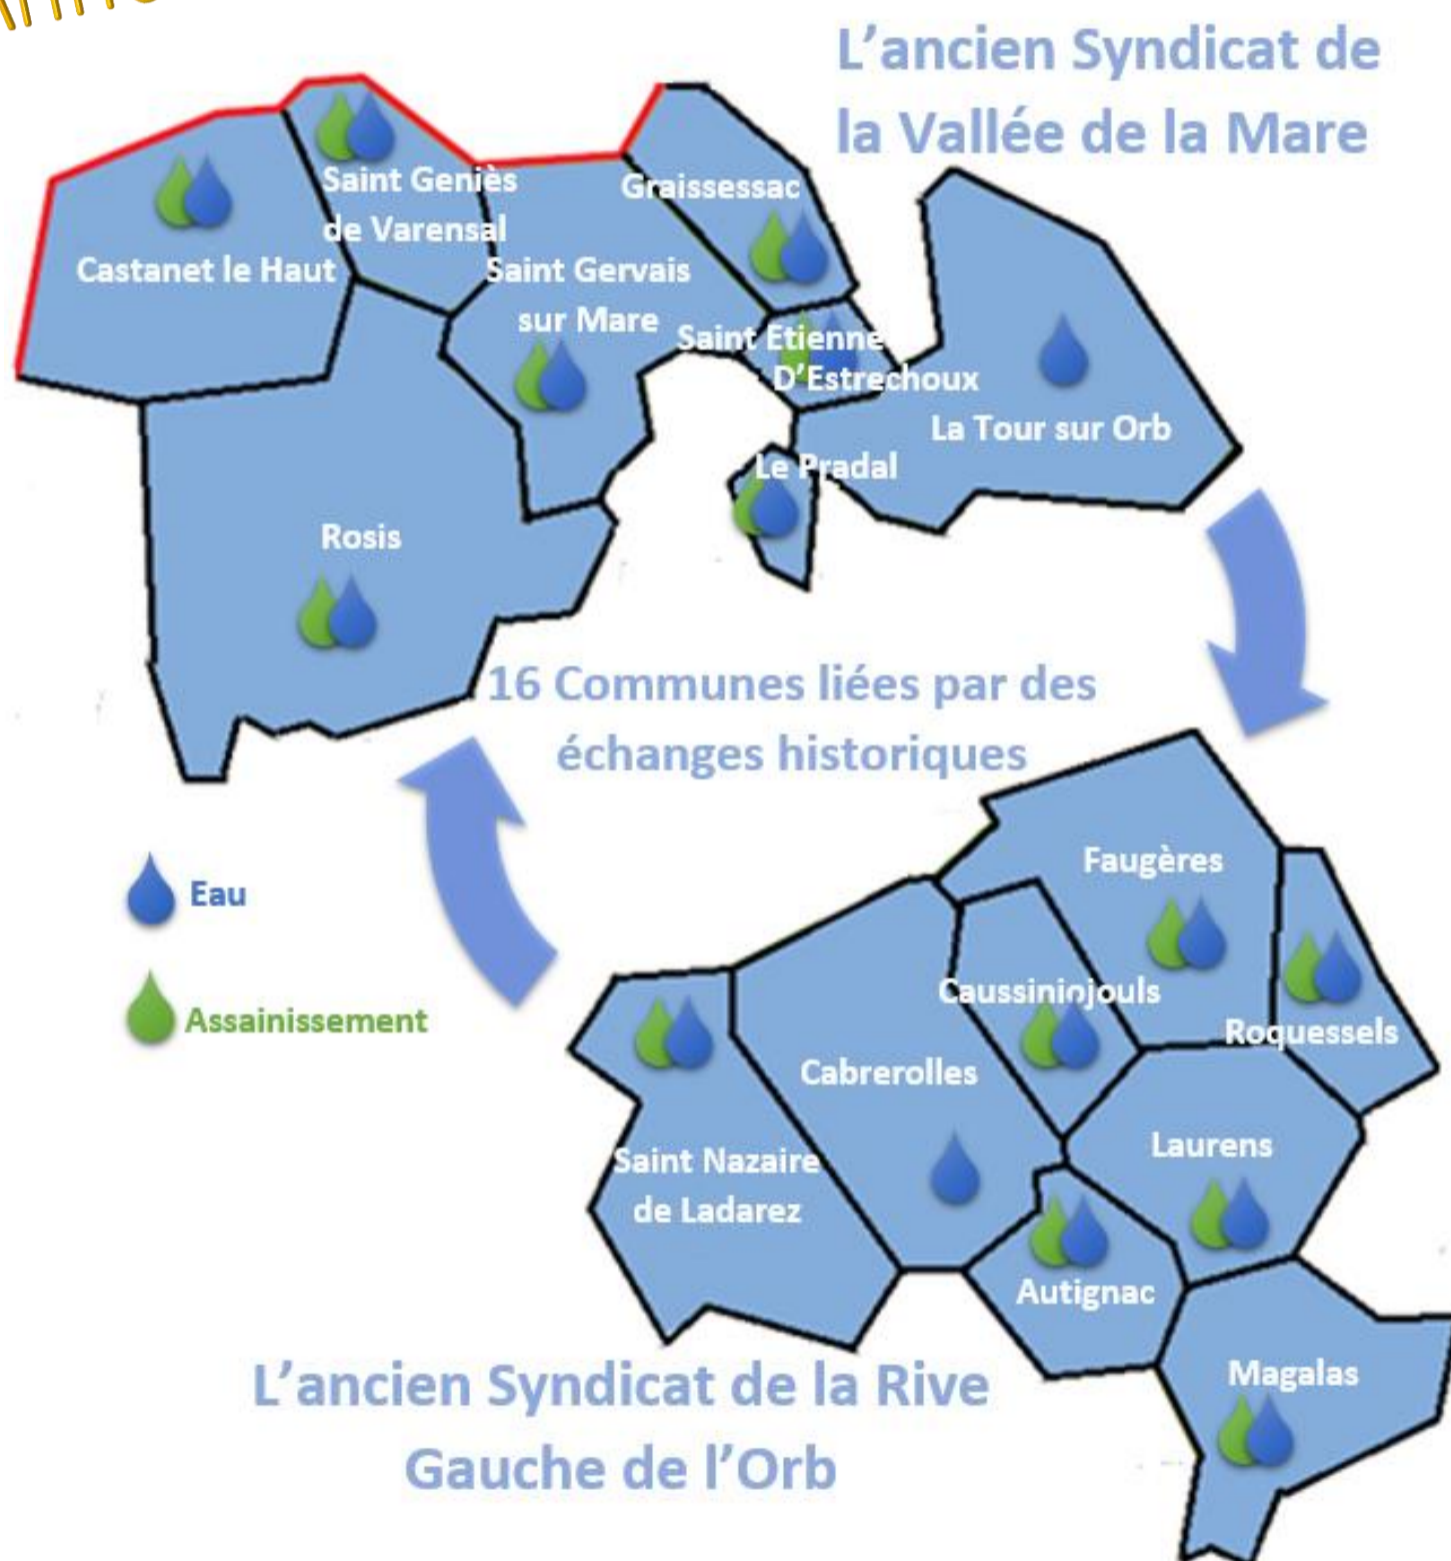 L'ancien Syndicat de
la Vallée de la Mare
Saint Geniès
de Varensal
Graissessac
Castanet le Haut
Saint Gervais
sur Mare
Saint Etienne
D'Estrechoux
La Tour sur Orb
Le Pradal
Rosis
16 Communes liées par des
échanges historiques
Eau
Assainissement
Faugères
Caussiniojouls
Roquessels
Cabrerolles
Laurens
Saint Nazaire
de Ladarez
Autignac
Magalas
L'ancien Syndicat de la Rive
Gauche de l'Orb